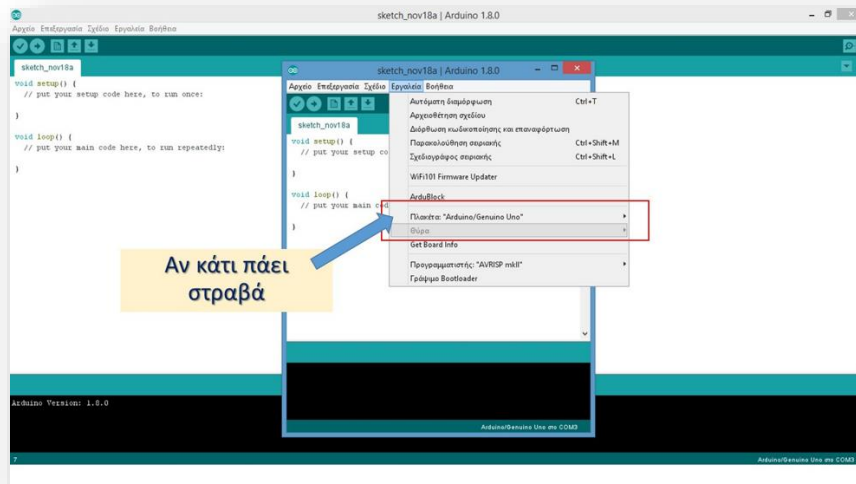 sketch_nov18a | Arduino 1.8.0
Αρχείο Επεξεργασία Σχέδιο Εργαλεία Βοήθεια
sketch_nov18a
void setup() {
// put your setup code here, to run once:
}
void loop() {
// put your main code here, to run repeatedly:
}
Αν κάτι πάει
στραβά
sketch_nov18a | Arduino 1.8.0
Αρχείο Επεξεργασία Σχέδιο Εργαλεία Βοήθεια
sketch_nov18a
void setup() {
// put your setup co
}
void loop() {
// put your main cod
}
Αυτόματη διαμόρφωση Ctrl+T
Αρχειοθέτηση σχεδίου
Διόρθωση κωδικοποίησης και επαναφόρτωση
Παρακολούθηση σειριακής Ctrl+Shift+M
Σχεδιογράφος σειριακής Ctrl+Shift+L
WiFi101 Firmware Updater
ArduBlock
Πλακέτα: "Arduino/Genuino Uno"
Θύρα
Get Board Info
Προγραμματιστής: "AVRISP mkII"
Γράψιμο Bootloader
Arduino/Genuino Uno στο COM3
Arduino Version: 1.8.0
7 Arduino/Genuino Uno στο COM3